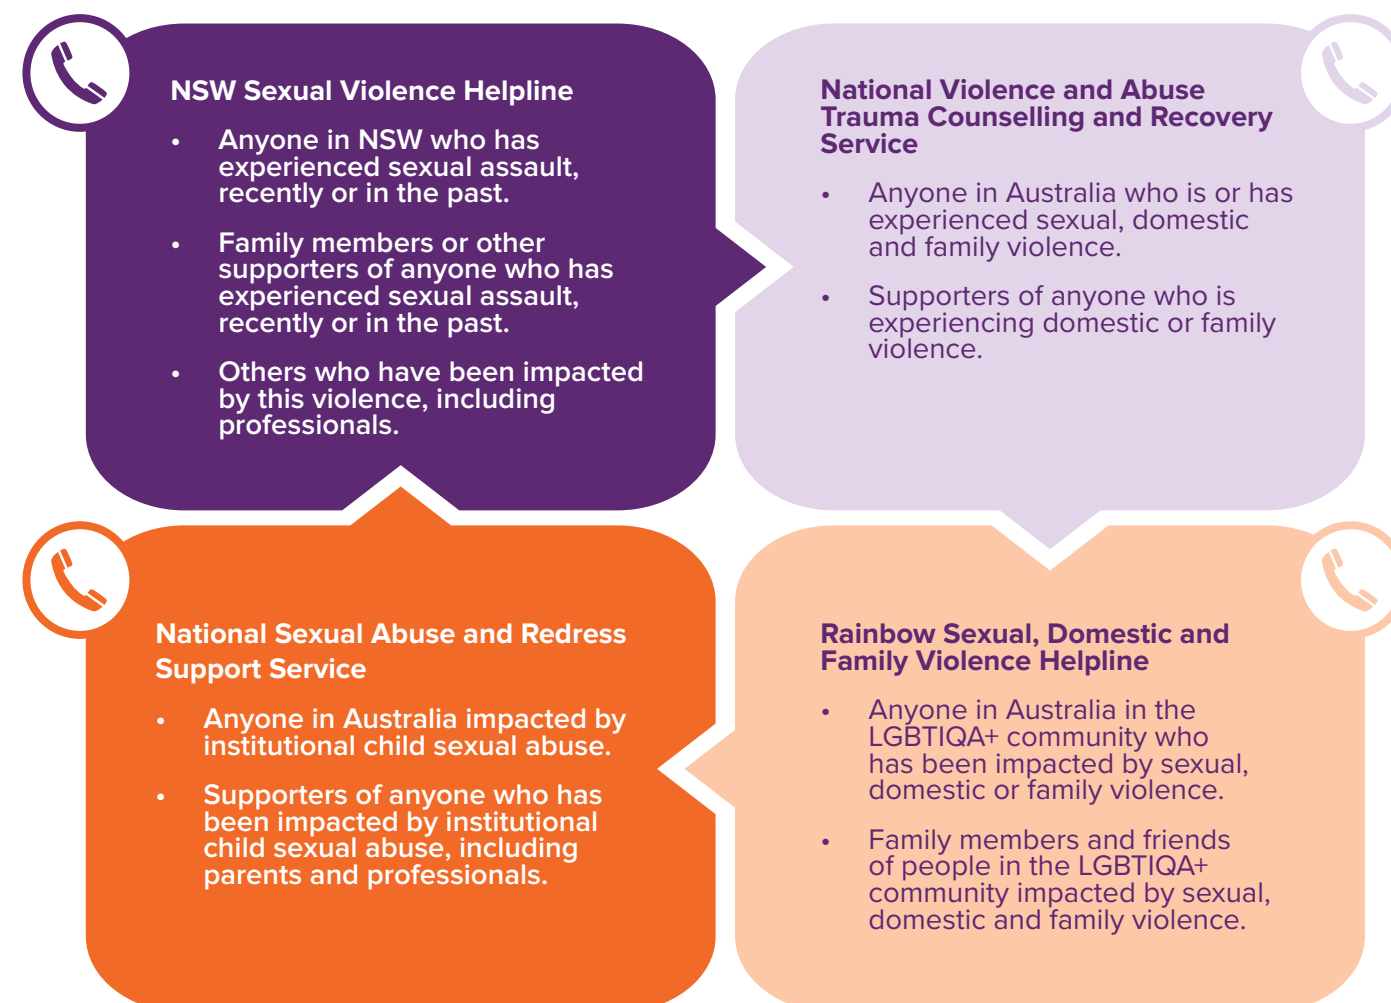 NSW Sexual Violence Helpline
• Anyone in NSW who has
experienced sexual assault,
recently or in the past.
• Family members or other
supporters of anyone who has
experienced sexual assault,
recently or in the past.
• Others who have been impacted
by this violence, including
professionals.
National Violence and Abuse
Trauma Counselling and Recovery
Service
• Anyone in Australia who is or has
experienced sexual, domestic
and family violence.
• Supporters of anyone who is
experiencing domestic or family
violence.
National Sexual Abuse and Redress
Support Service
• Anyone in Australia impacted by
institutional child sexual abuse.
• Supporters of anyone who has
been impacted by institutional
child sexual abuse, including
parents and professionals.
Rainbow Sexual, Domestic and
Family Violence Helpline
• Anyone in Australia in the
LGBTIQA+ community who
has been impacted by sexual,
domestic or family violence.
• Family members and friends
of people in the LGBTIQA+
community impacted by sexual,
domestic and family violence.